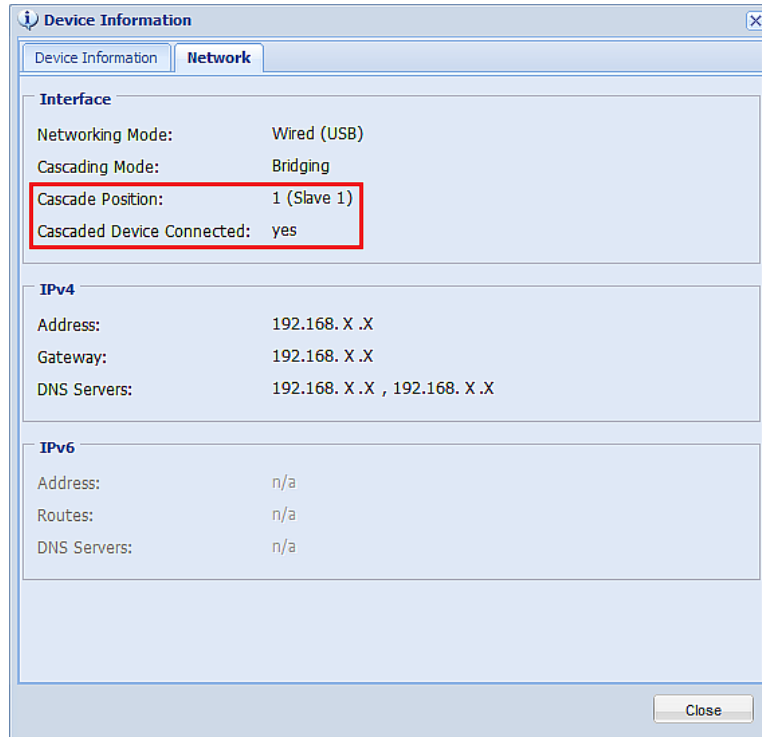 Device Information
Device Information Network
Interface
Networking Mode: Wired (USB)
Cascading Mode: Bridging
Cascade Position: 1 (Slave 1)
Cascaded Device Connected: yes
IPv4
Address: 192.168. X .X
Gateway: 192.168. X .X
DNS Servers: 192.168. X .X , 192.168. X .X
IPv6
Address: n/a
Routes: n/a
DNS Servers: n/a
Close